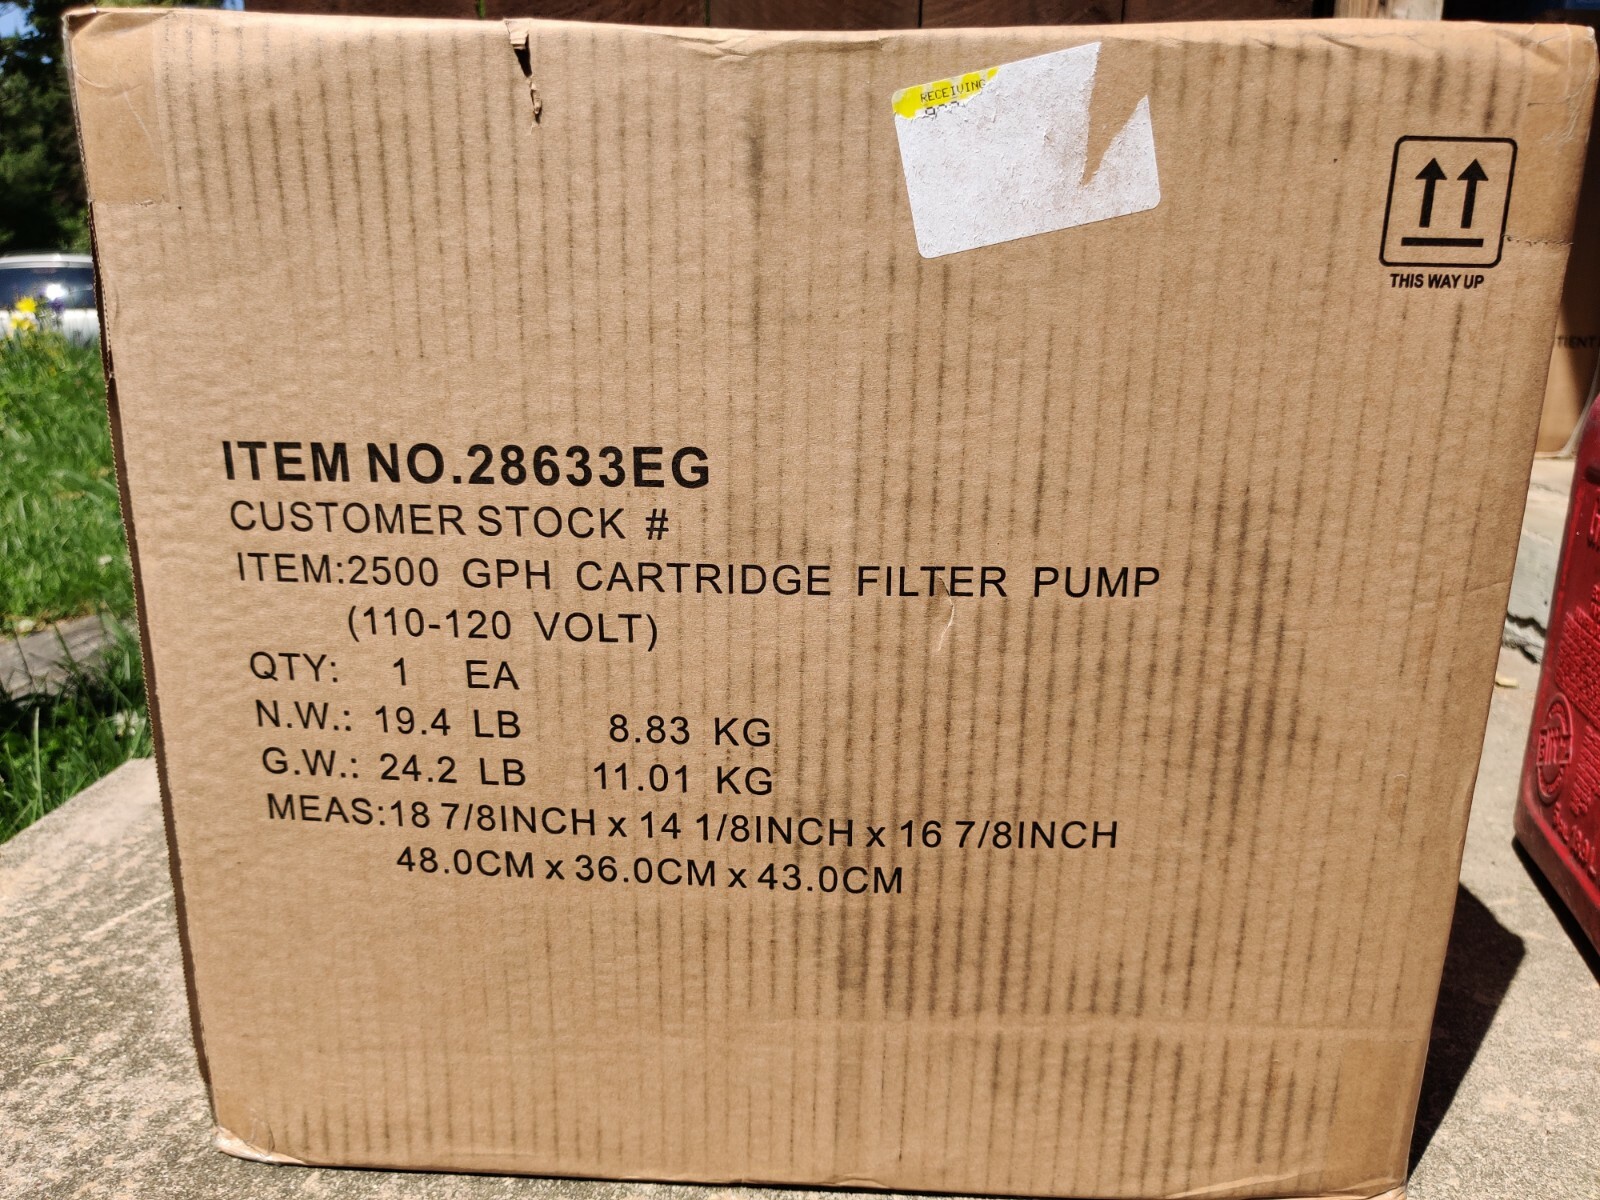 RECEIVING
THIS WAY UP
ITEM NO.28633EG
CUSTOMER STOCK #
ITEM:2500 GPH CARTRIDGE FILTER PUMP
(110-120 VOLT)
QTY: 1 EA
N.W.: 19.4 LB 8.83 KG
G.W.: 24.2 LB 11.01 KG
MEAS:18 7/8INCH x 14 1/8INCH x 16 7/8INCH
48.0CM x 36.0CM x 43.0CM